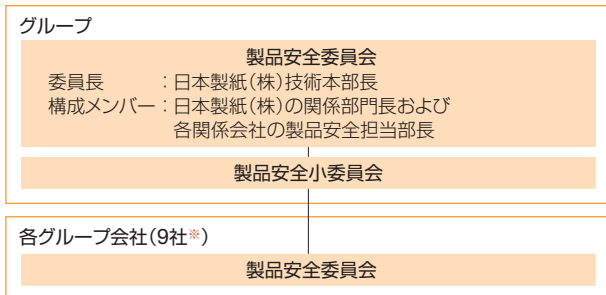 グループ
製品安全委員会
委員長　　　：日本製紙(株)技術本部長
構成メンバー：日本製紙(株)の関係部門長および
各関係会社の製品安全担当部長
製品安全小委員会
各グループ会社(9社※)
製品安全委員会